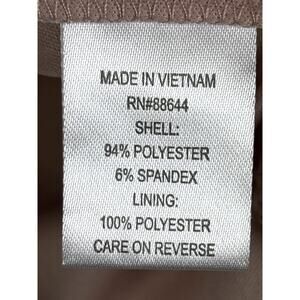 MADE IN VIETNAM
RN#88644
SHELL:
94% POLYESTER
6% SPANDEX
LINING:
100% POLYESTER
CARE ON REVERSE